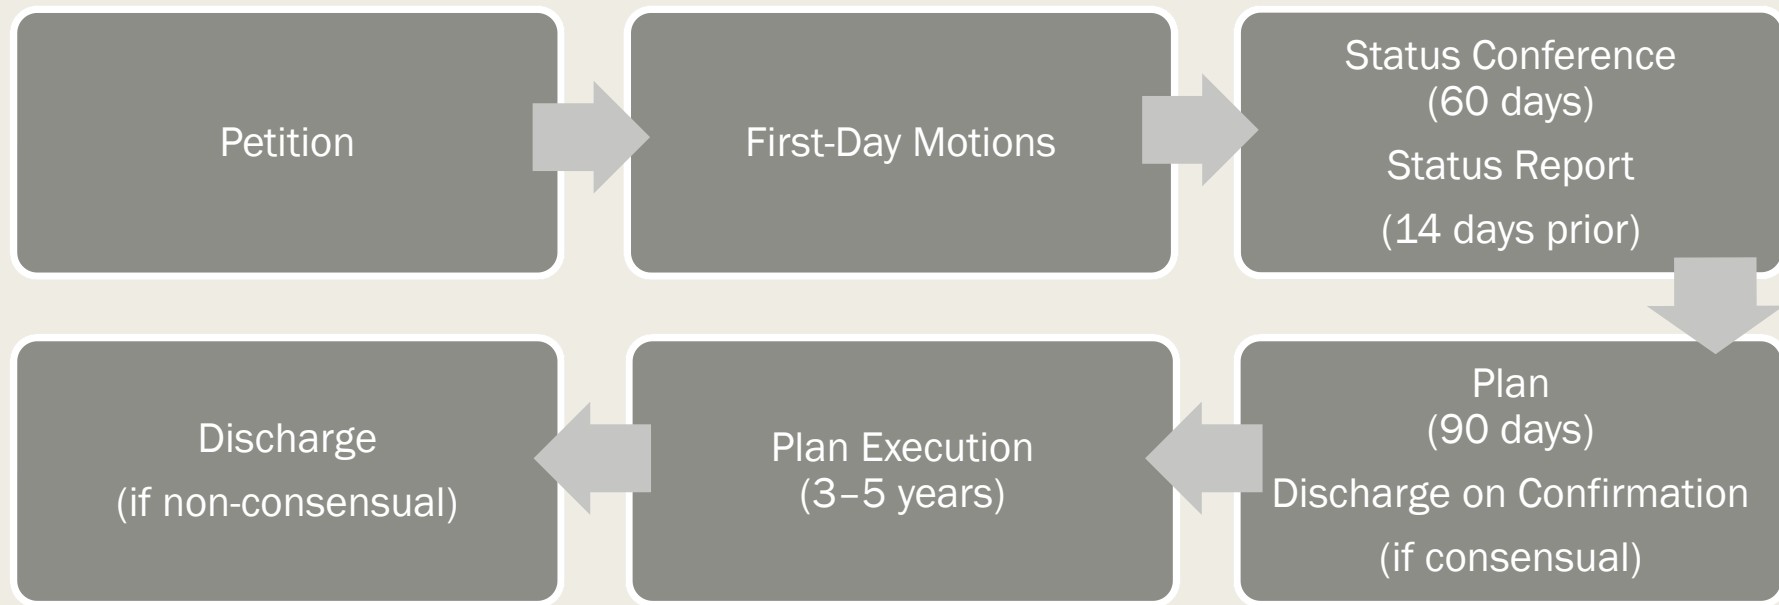 Petition
First-Day Motions
Status Conference
(60 days)
Status Report
(14 days prior)
Plan
(90 days)
Discharge on Confirmation
(if consensual)
Plan Execution
(3–5 years)
Discharge
(if non-consensual)